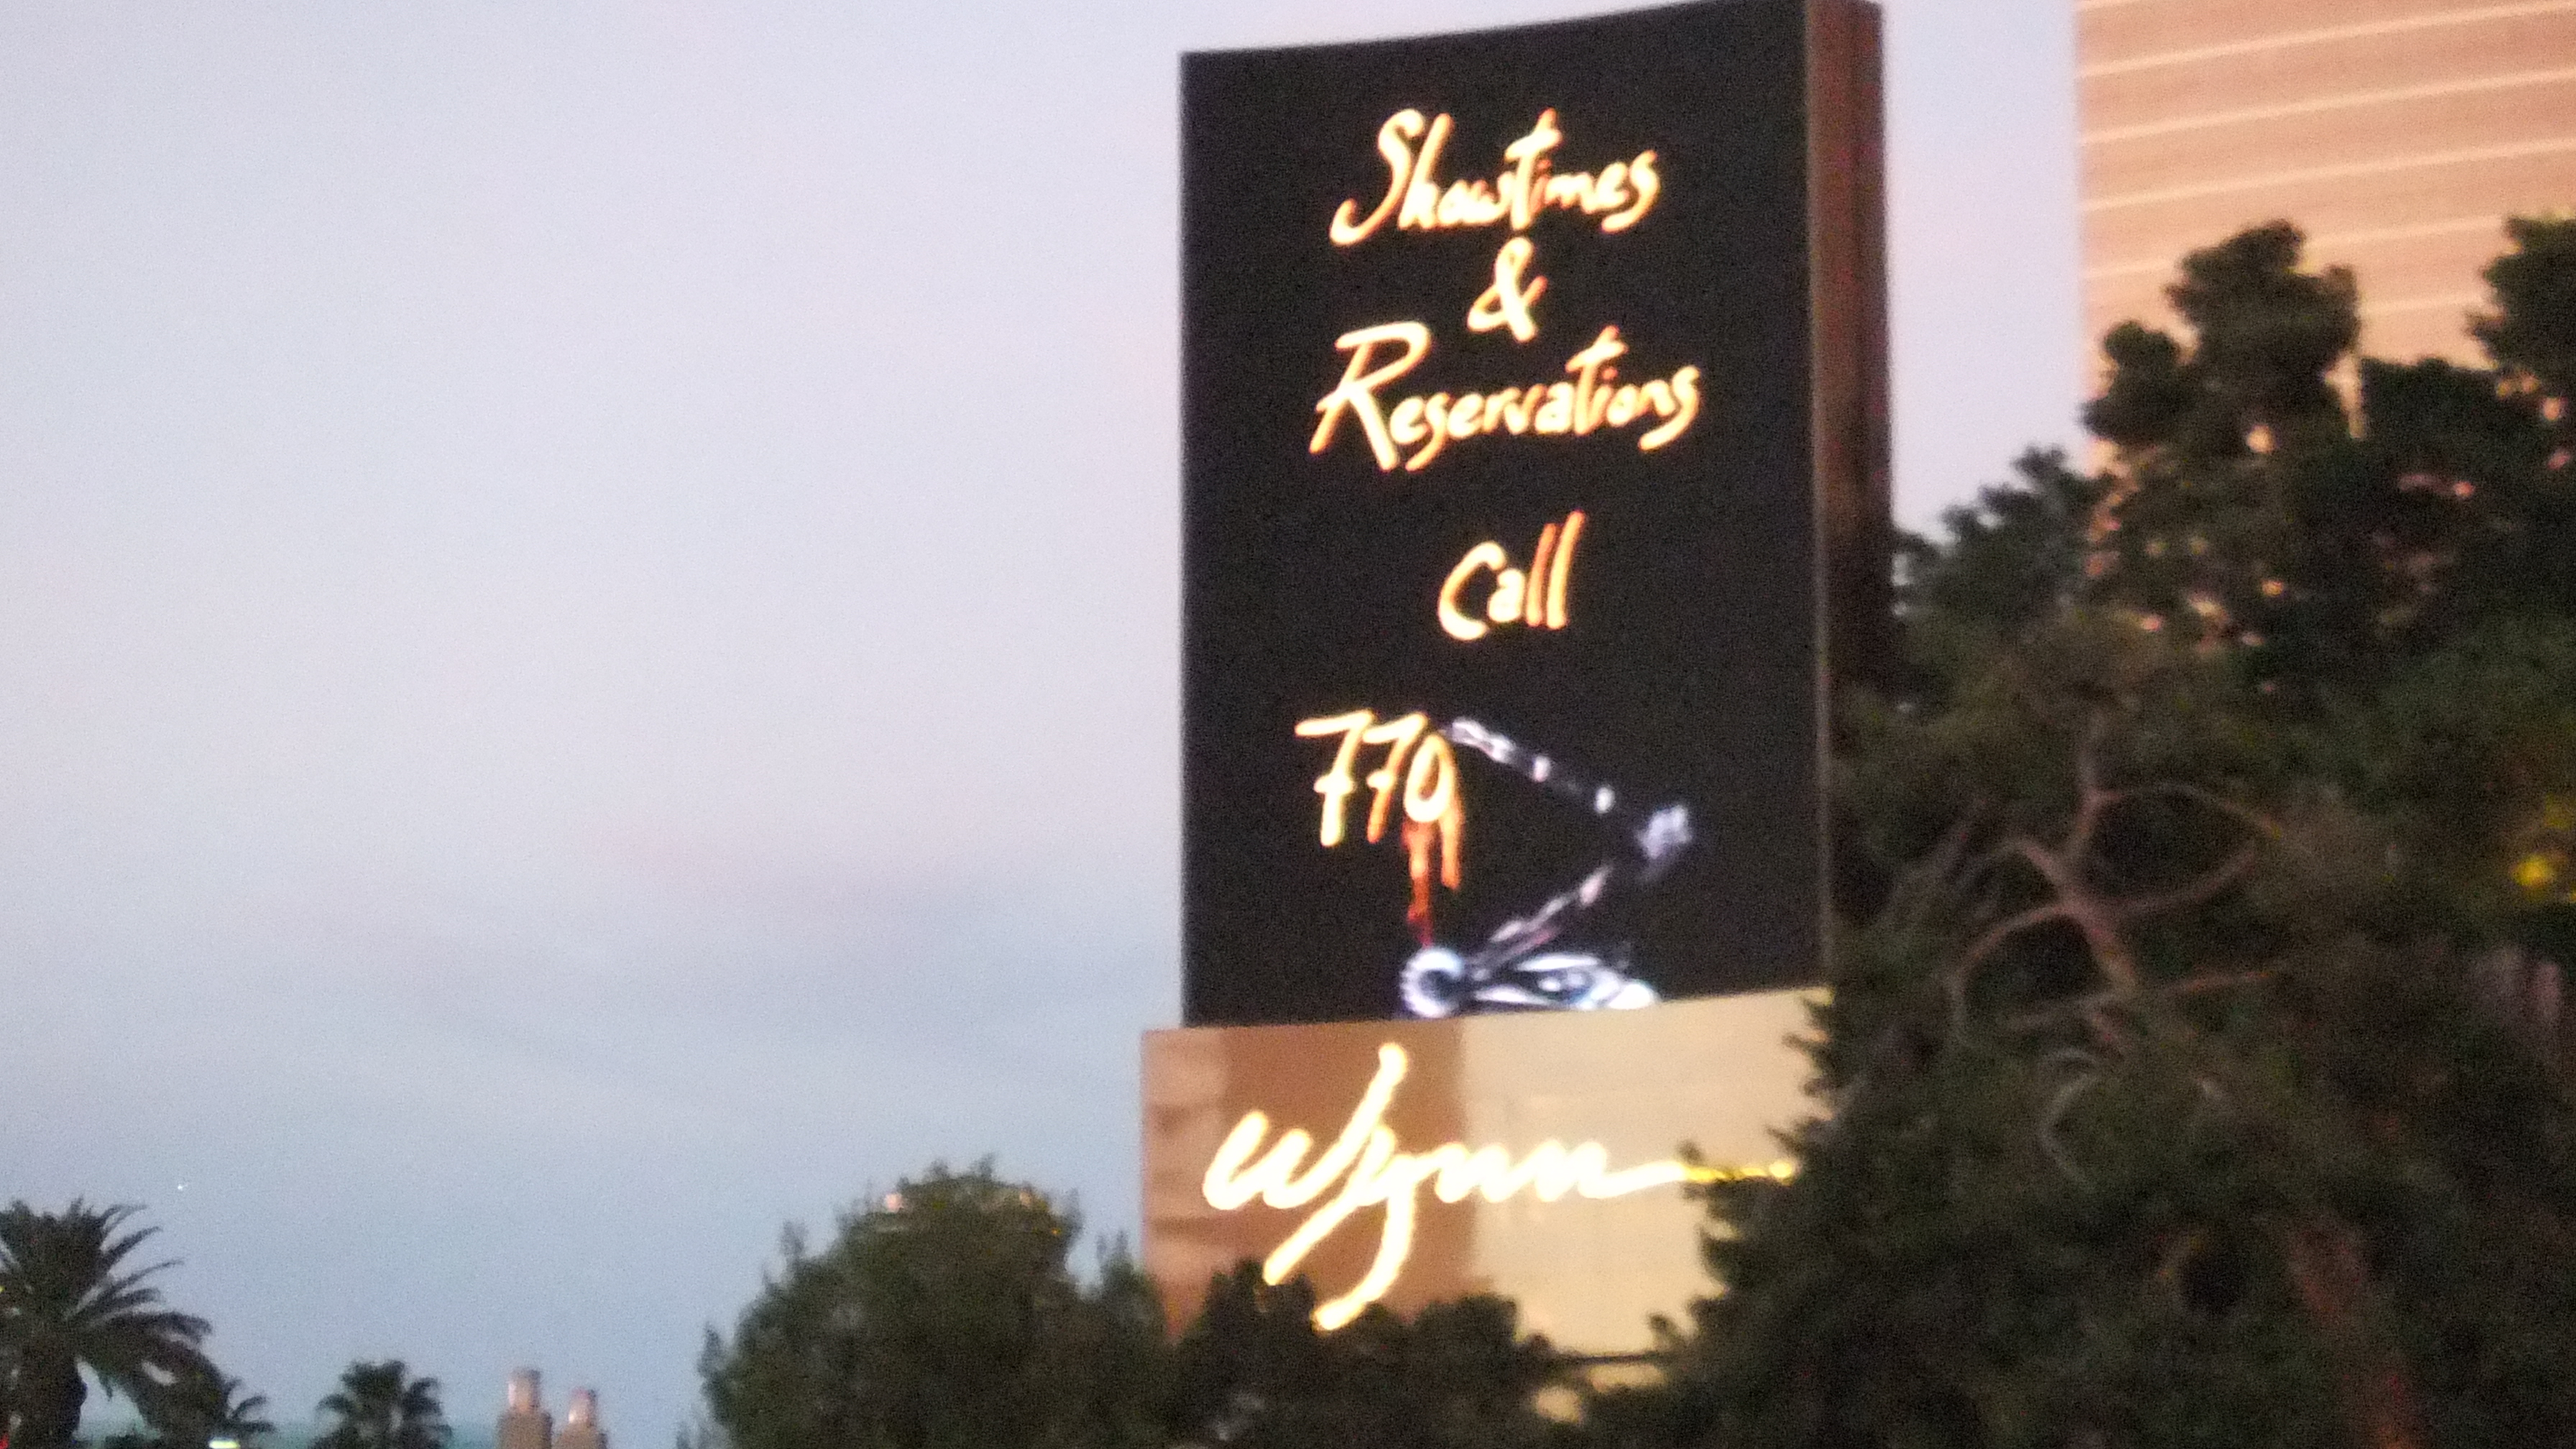 Showtimes
&
Reservations
Call
770
Wynn